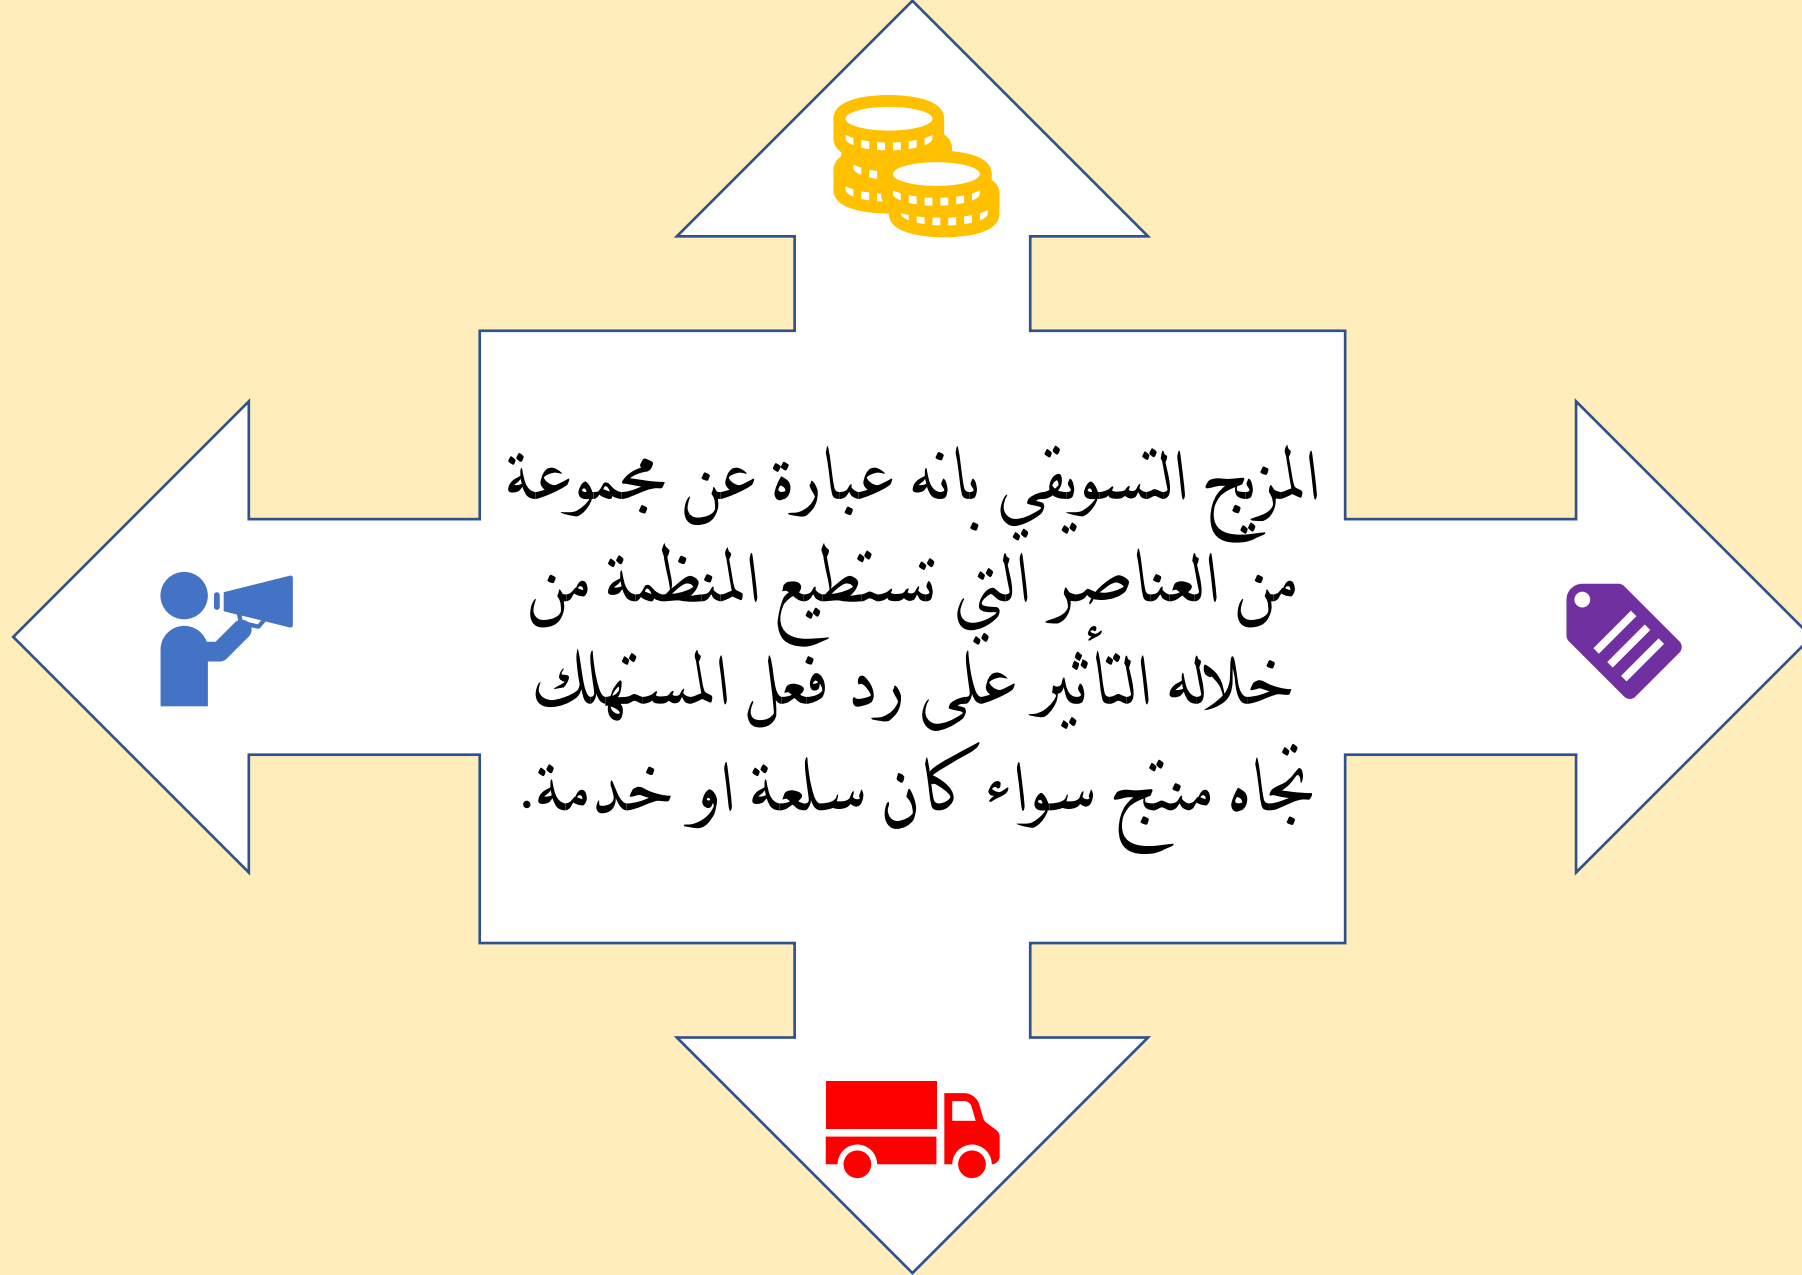 المزيج التسويقي بانه عبارة عن مجموعة
من العناصر التي تستطيع المنظمة من
خلاله التأثير على رد فعل المستهلك
تجاه منتج سواء كان سلعة او خدمة.